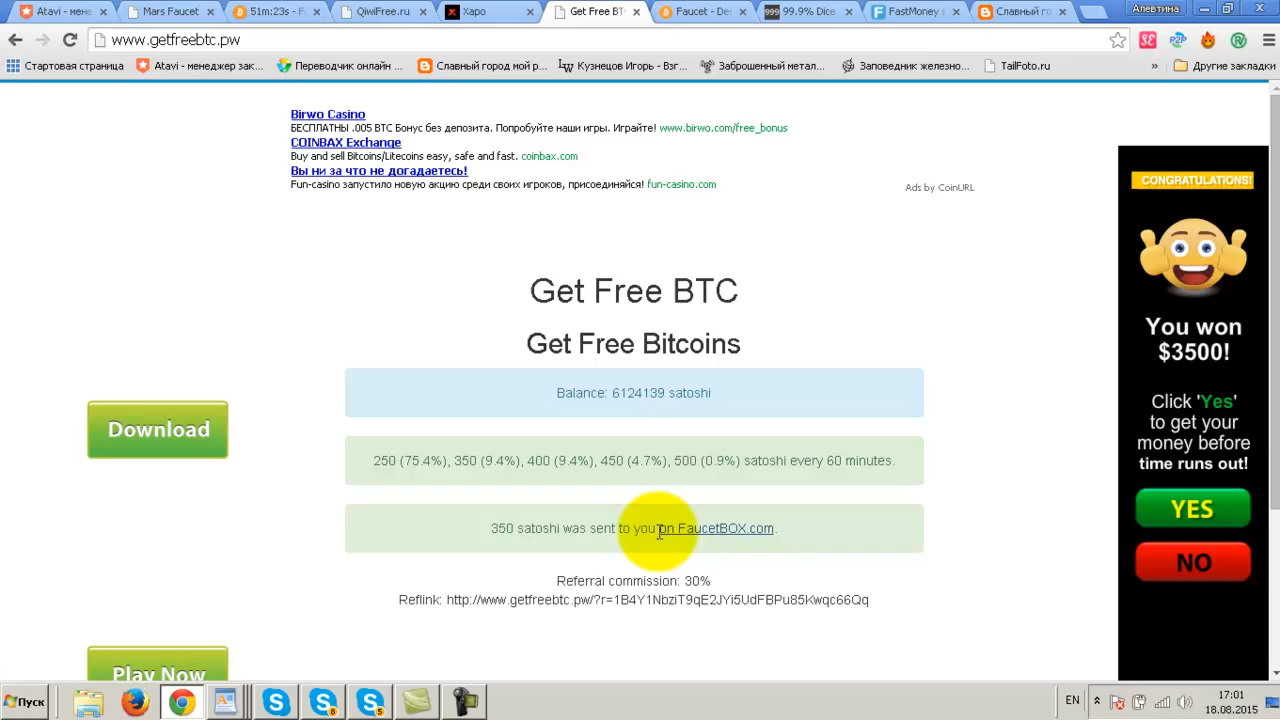 Atavi - менедж
Mars Faucet
51m:23s - F
QiwiFree.ru
Харо
Get Free BT
Faucet - De
99.9% Dice
FastMoney
Славный го
Алевтина
www.getfreebtc.pw
Стартовая страница
Atavi - менеджер зак...
Переводчик онлайн ...
Славный город мой р...
Кузнецов Игорь - Взг...
Заброшенный метал...
Заповедник железно...
TailFoto.ru
»
Другие закладки
Birwo Casino
БЕСПЛАТНЫ .005 BTC Бонус без депозита. Попробуйте наши игры. Играйте! www.birwo.com/free_bonus
COINBAX Exchange
Buy and sell Bitcoins/Litecoins easy, safe and fast. coinbax.com
Вы ни за что не догадаетесь!
Fun-casino запустило новую акцию среди своих игроков, присоединяйся! fun-casino.com
Ads by CoinURL
Get Free BTC
Get Free Bitcoins
Balance: 6124139 satoshi
250 (75.4%), 350 (9.4%), 400 (9.4%), 450 (4.7%), 500 (0.9%) satoshi every 60 minutes.
350 satoshi was sent to you on FaucetBOX.com.
Referral commission: 30%
Reflink: http://www.getfreebtc.pw/?r=1B4Y1NbziT9qE2JYi5UdFBPu85Kwqc66Qq
Download
Play Now
CONGRATULATIONS!
You won
$3500!
Click 'Yes'
to get your
money before
time runs out!
YES
NO
Пуск
8
5
EN
17:01
18.08.2015